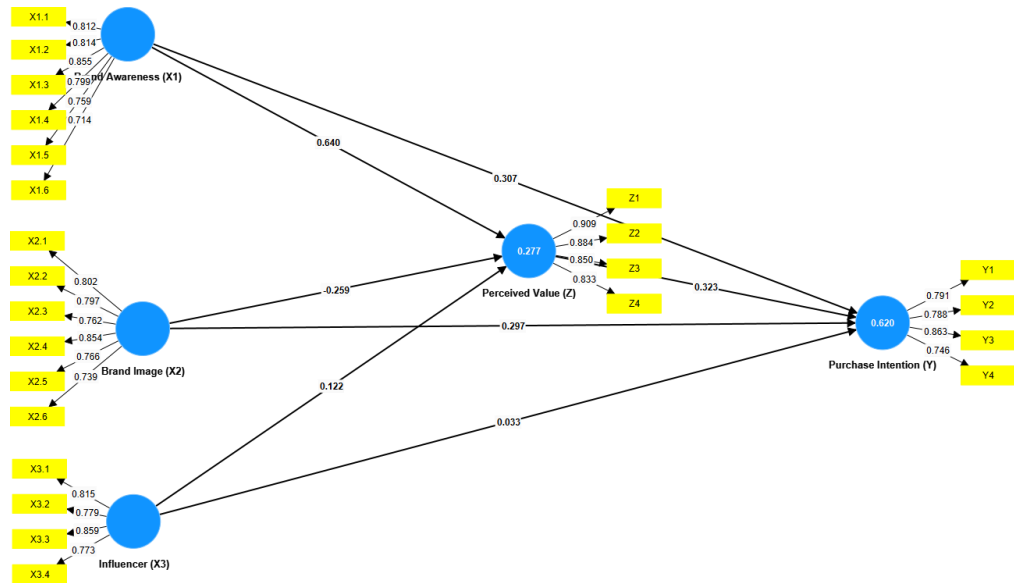 X1.1
X1.2
X1.3
X1.4
X1.5
X1.6
0.812
0.814
0.855
0.799
0.759
0.714
Awareness (X1)
0.640
0.307
X2.1
X2.2
X2.3
X2.4
X2.5
X2.6
0.802
0.797
0.762
0.854
0.766
0.739
Brand Image (X2)
-0.259
0.297
X3.1
X3.2
X3.3
X3.4
0.815
0.779
0.859
0.773
Influencer (X3)
0.122
0.033
0.277
Perceived Value (Z)
0.909
0.884
0.850
0.833
Z1
Z2
Z3
Z4
0.323
0.620
Purchase Intention (Y)
0.791
0.788
0.863
0.746
Y1
Y2
Y3
Y4